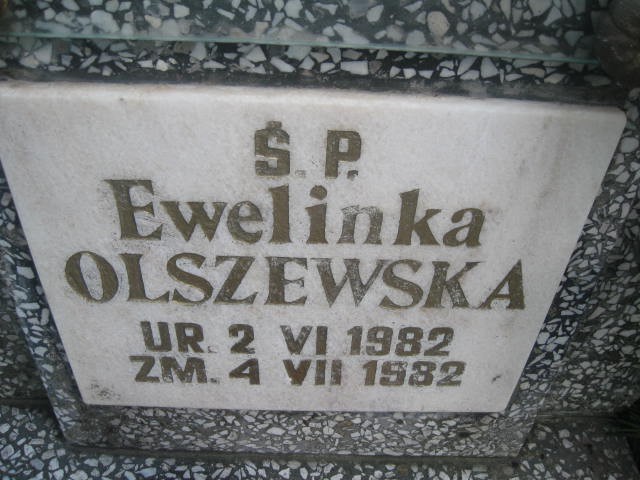 Ś.P.
Ewelinka
OLSZEWSKA
UR. 2 VI 1982
ZM. 4 VII 1982